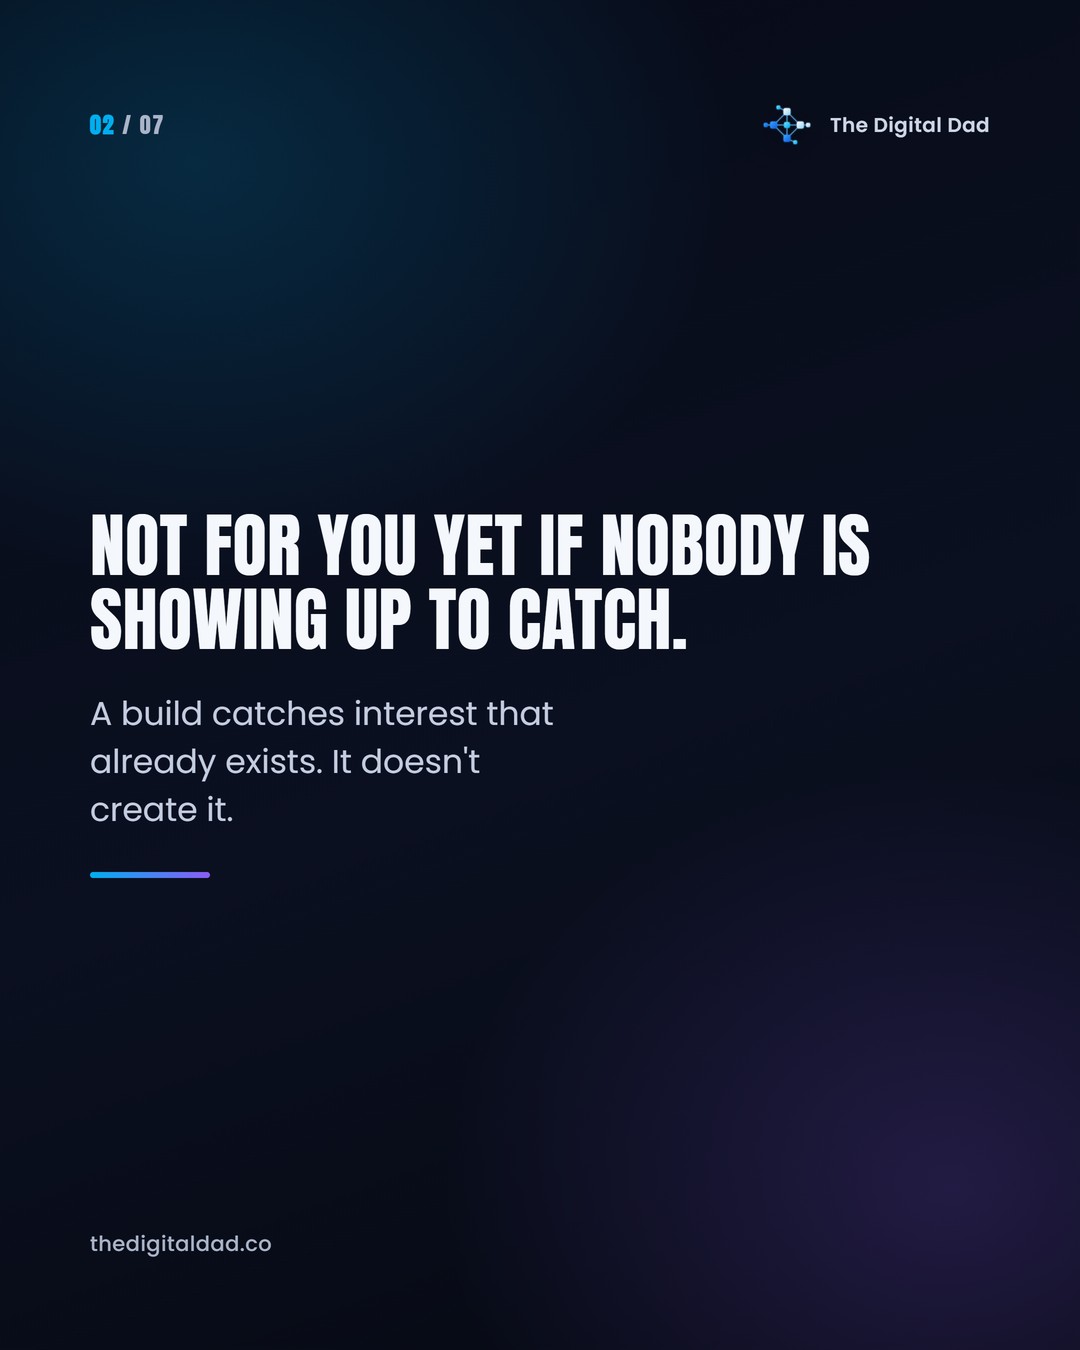 02 / 07
The Digital Dad
NOT FOR YOU YET IF NOBODY IS
SHOWING UP TO CATCH.
A build catches interest that
already exists. It doesn't
create it.
thedigitaldad.co